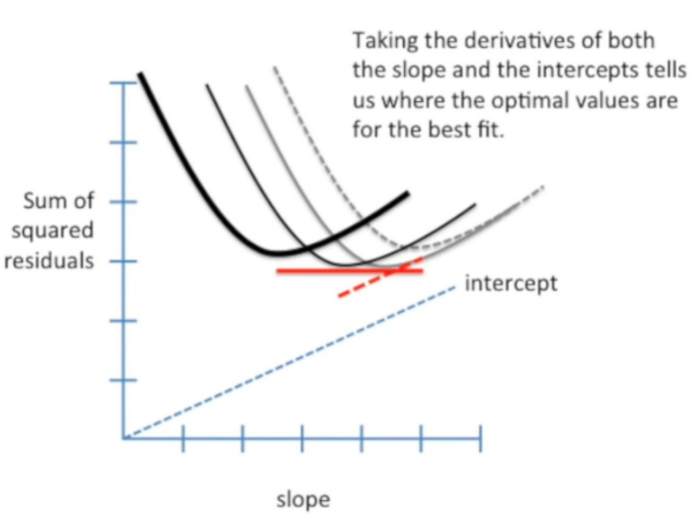 Taking the derivatives of both
the slope and the intercepts tells
us where the optimal values are
for the best fit.
Sum of
squared
residuals
intercept
slope